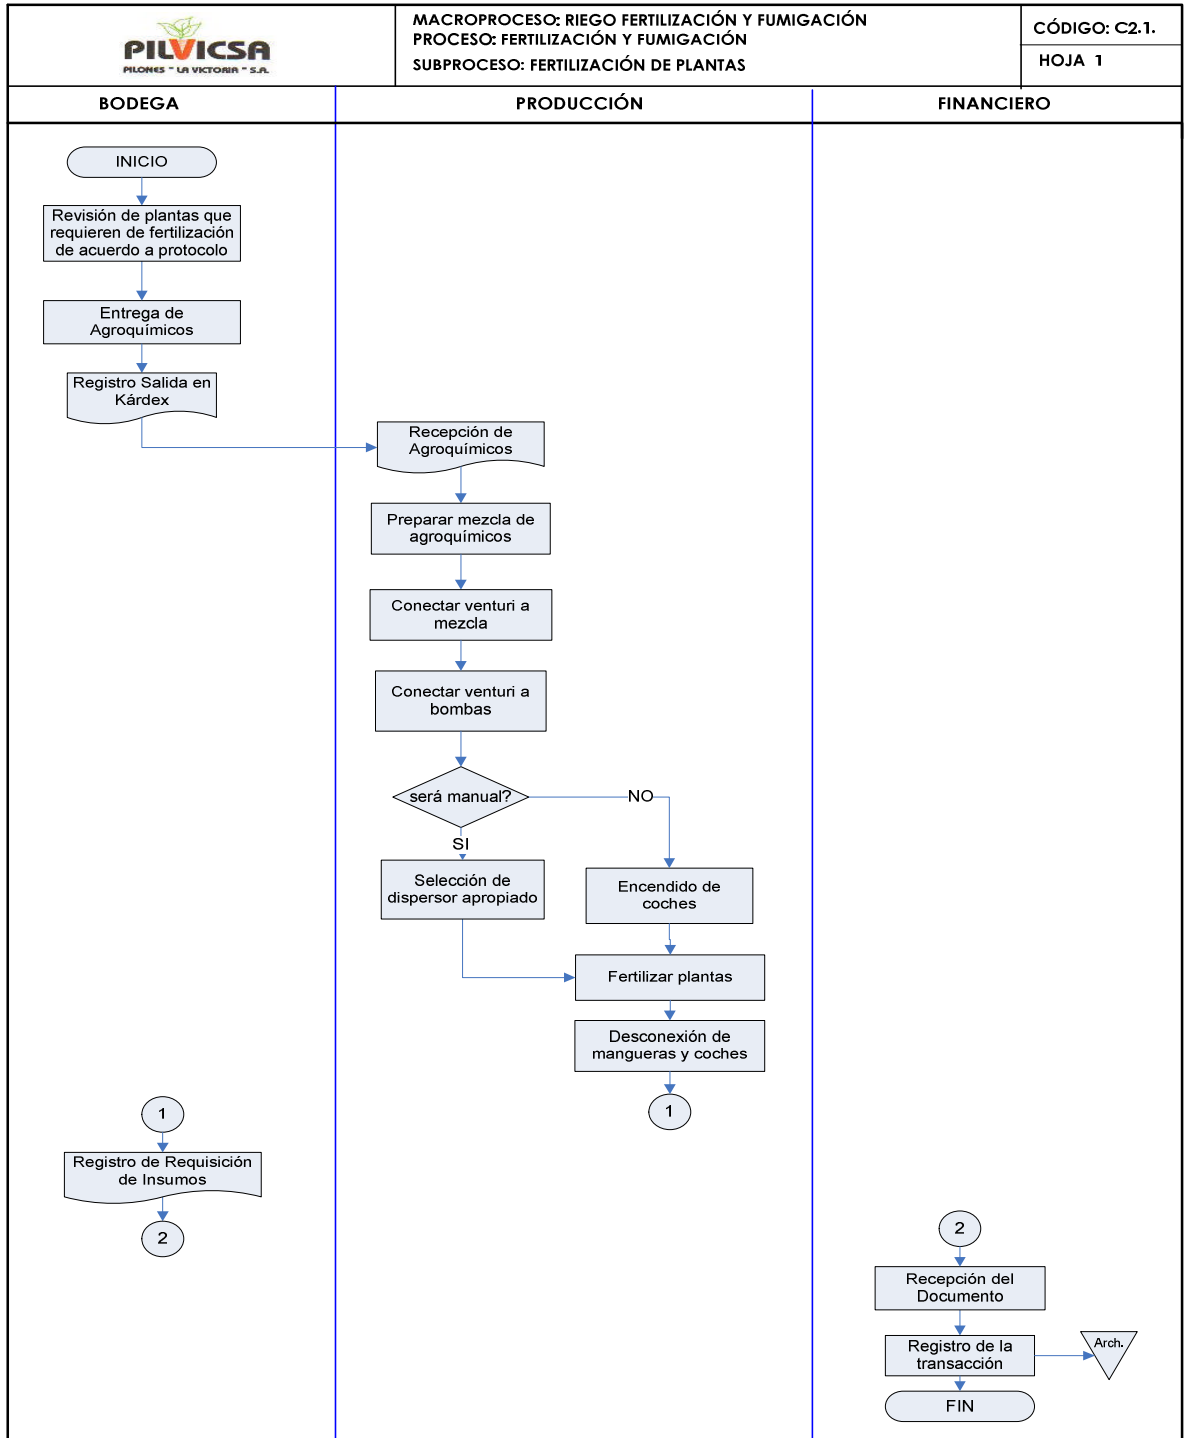 PILVICSA
PILONES "LA VICTORIA" S.A.
MACROPROCESO: RIEGO FERTILIZACIÓN Y FUMIGACIÓN
PROCESO: FERTILIZACIÓN Y FUMIGACIÓN
SUBPROCESO: FERTILIZACIÓN DE PLANTAS
CÓDIGO: C2.1.
HOJA 1
BODEGA
PRODUCCIÓN
FINANCIERO
INICIO
Revisión de plantas que
requieren de fertilización
de acuerdo a protocolo
Entrega de
Agroquímicos
Registro Salida en
Kárdex
Recepción de
Agroquímicos
Preparar mezcla de
agroquímicos
Conectar venturi a
mezcla
Conectar venturi a
bombas
será manual?
NO
SI
Selección de
dispersor apropiado
Encendido de
coches
Fertilizar plantas
Desconexión de
mangueras y coches
1
1
Registro de Requisición
de Insumos
2
2
Recepción del
Documento
Registro de la
transacción
Arch.
FIN